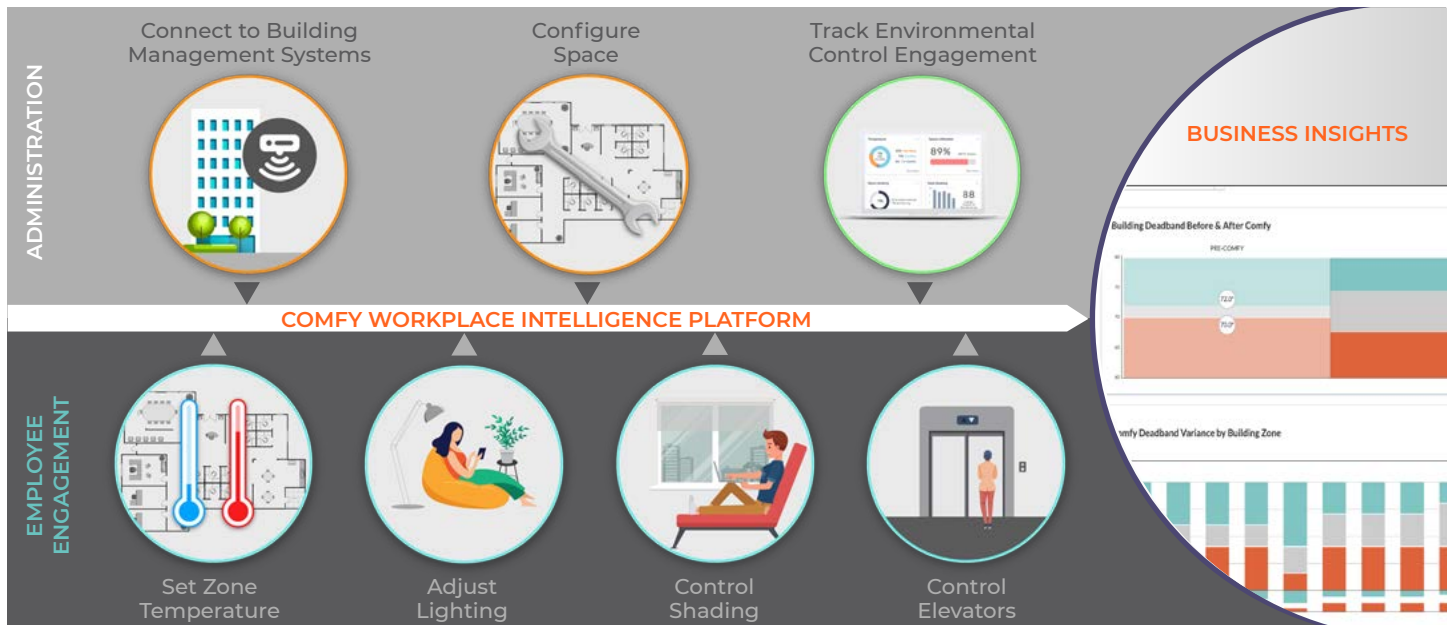 ADMINISTRATION
Connect to Building
Management Systems
Configure
Space
Track Environmental
Control Engagement
89%
88
BUSINESS INSIGHTS
Building Deadband Before & After Comfy
PRE-COMFY
72.0°
70.0°
COMFY WORKPLACE INTELLIGENCE PLATFORM
EMPLOYEE
ENGAGEMENT
Set Zone
Temperature
Adjust
Lighting
Control
Shading
Control
Elevators
mfy Deadband Variance by Building Zone